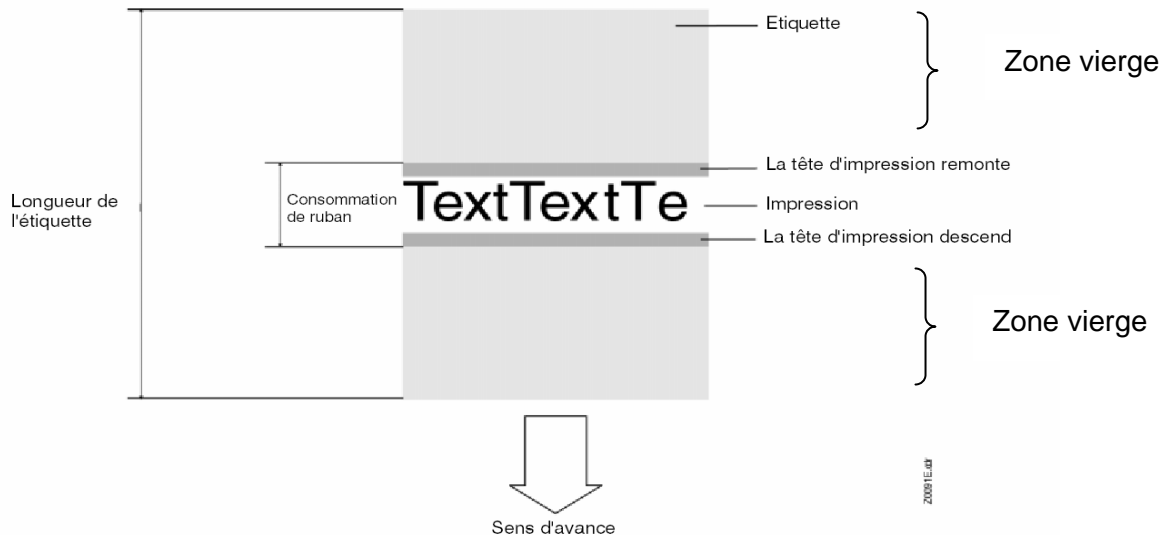 Etiquette
Zone vierge
La tête d'impression remonte
Longueur de
l'étiquette
Consommation
de ruban
TextTextTe
Impression
La tête d'impression descend
Zone vierge
Sens d'avance
Z0091E.cdr